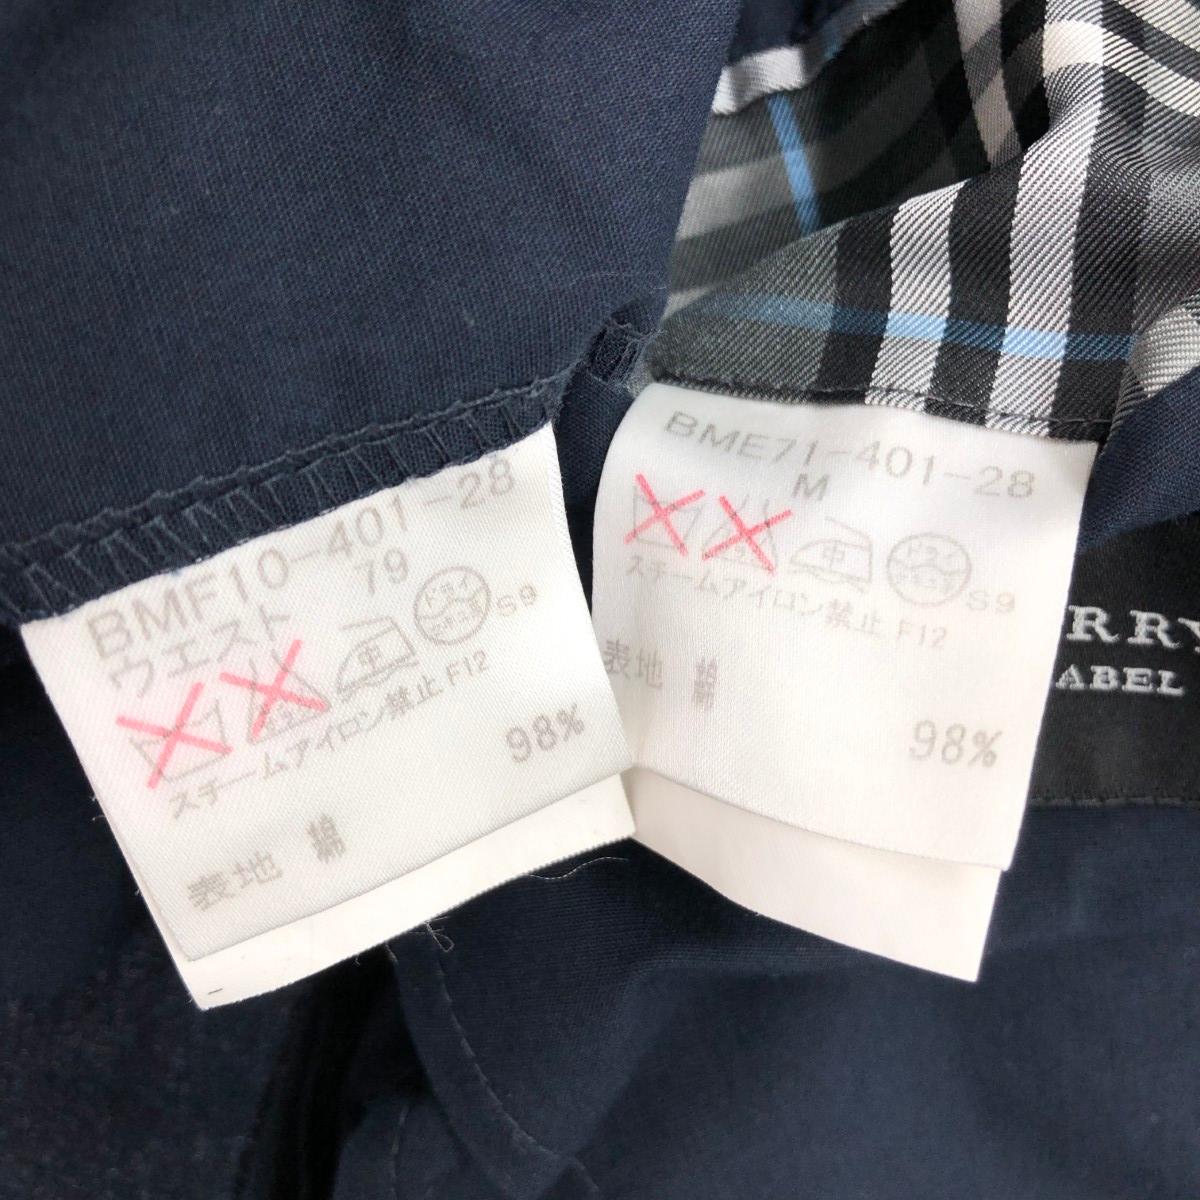 BMF10-401-28
ウエスト 79
ドライ
S9
スチームアイロン禁止 F12
表地 綿
98%
BME71-401-28
M
中
ドライ
S9
スチームアイロン禁止 F12
表地 綿
98%
RRY
ABEL